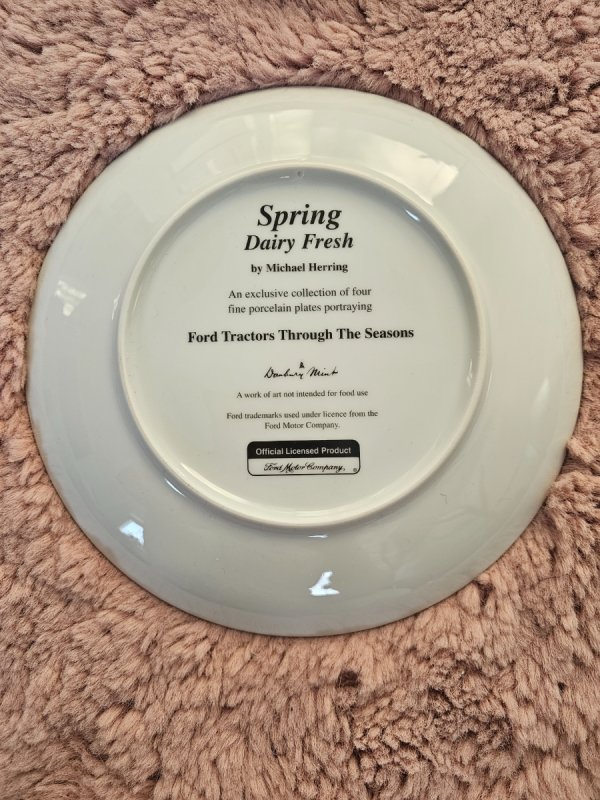 Spring
Dairy Fresh
by Michael Herring
An exclusive collection of four
fine porcelain plates portraying
Ford Tractors Through The Seasons
Danbury Mint
A work of art not intended for food use
Ford trademarks used under licence from the
Ford Motor Company.
Official Licensed Product
Ford Motor Company,